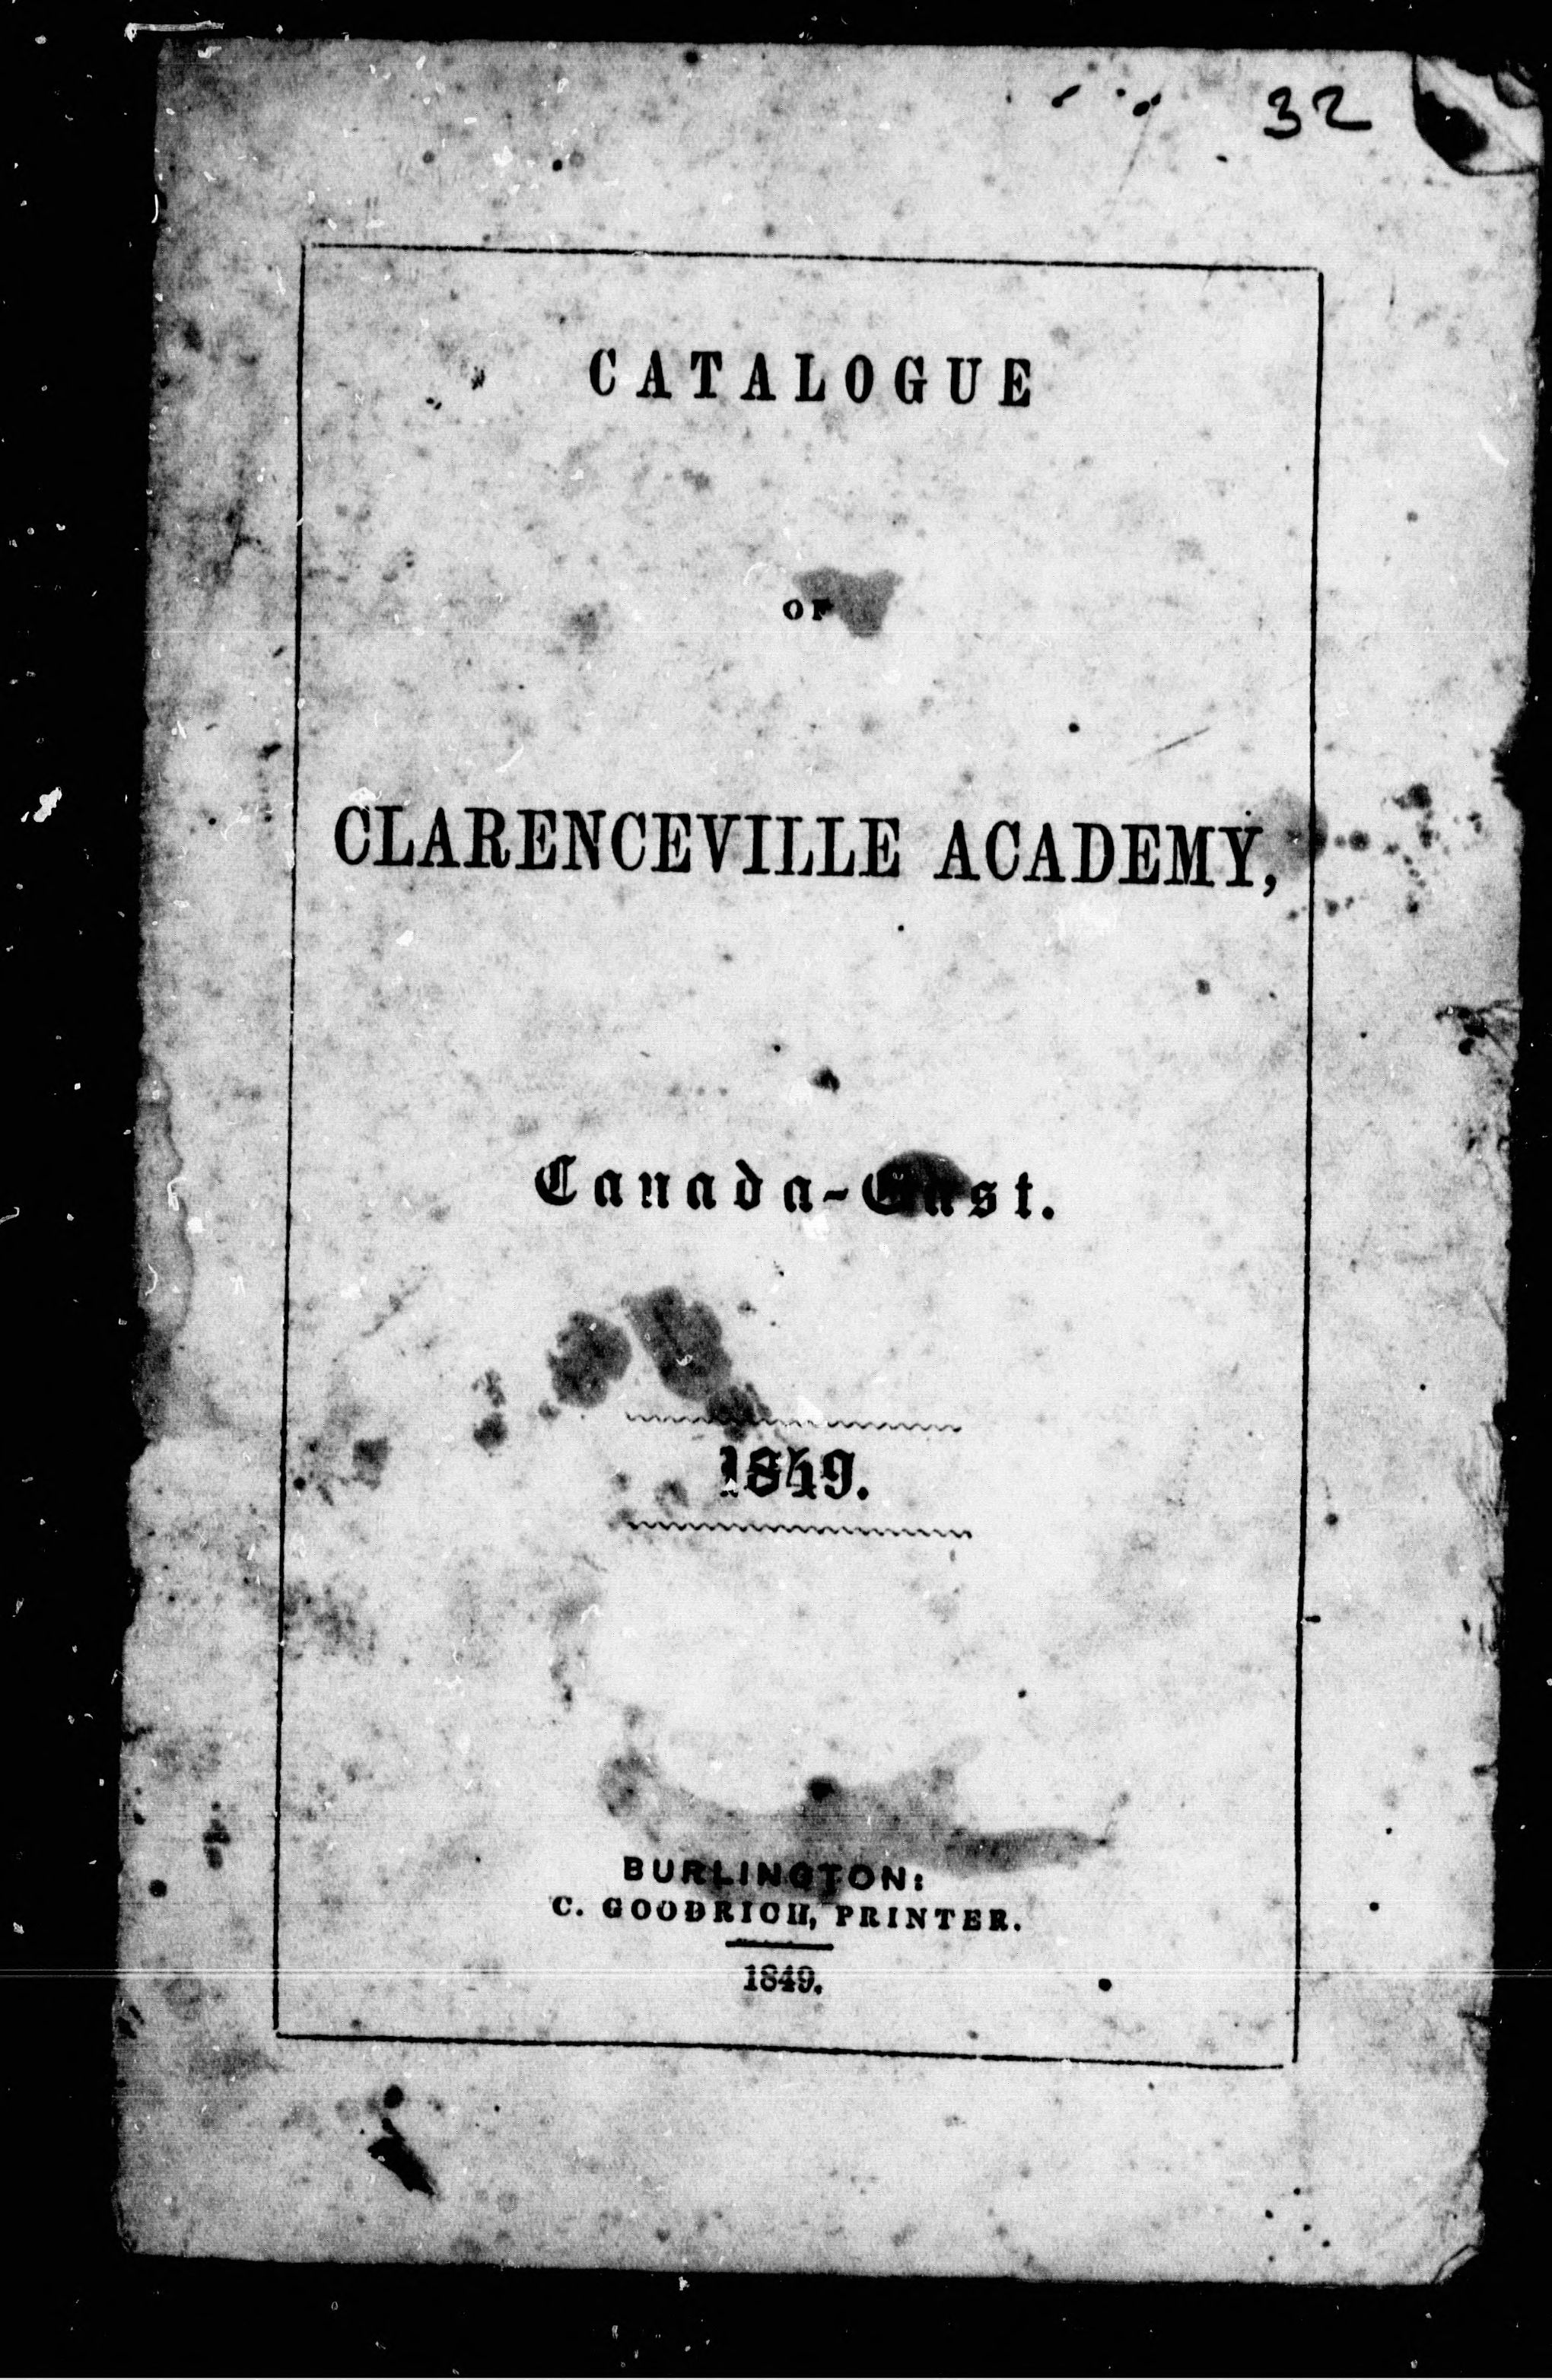 32
CATALOGUE
OF
CLARENCEVILLE ACADEMY,
Canada-East.
1849.
BURLINGTON:
C. GOODRICH, PRINTER.
1849.